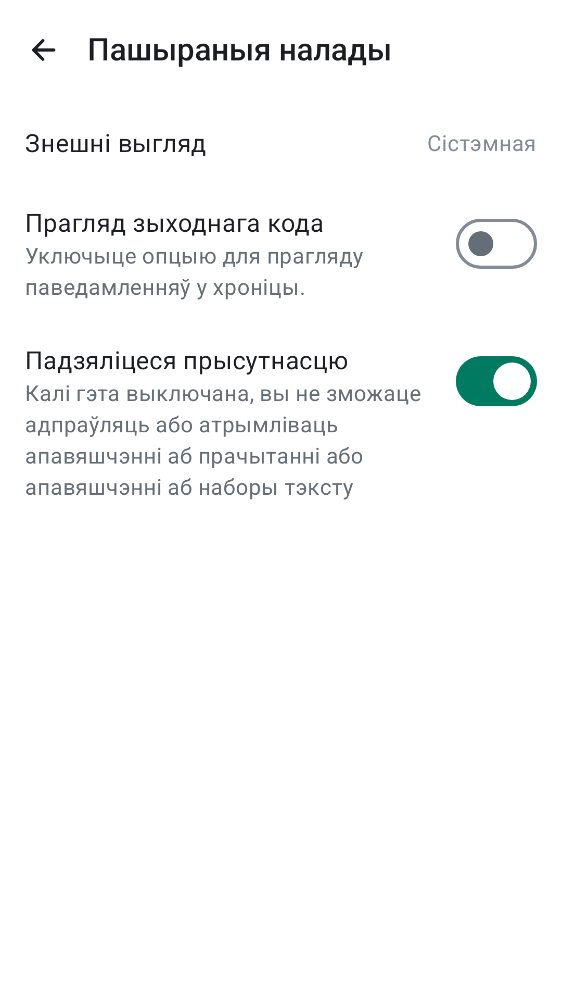 Пашыраныя налады
Знешні выгляд
Сістэмная
Прагляд зыходнага кода
Уключыце опцыю для прагляду
паведамленняў у хроніцы.
Падзяліцеся прысутнасцю
Калі гэта выключана, вы не зможаце
адпраўляць або атрымліваць
апавяшчэнні аб прачытанні або
апавяшчэнні аб наборы тэксту